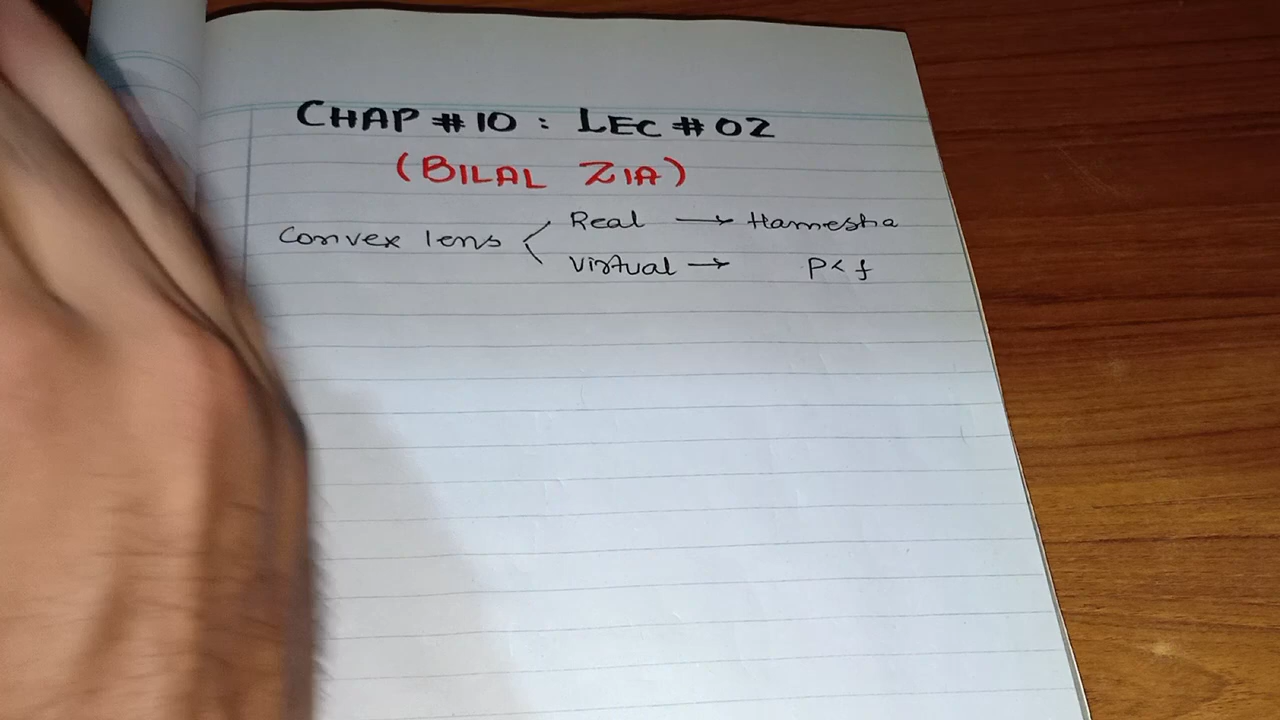 CHAP # 10 : LEC # 02
(BILAL ZIA)
Convex lens < Real → Hamesha
Virtual → P < f